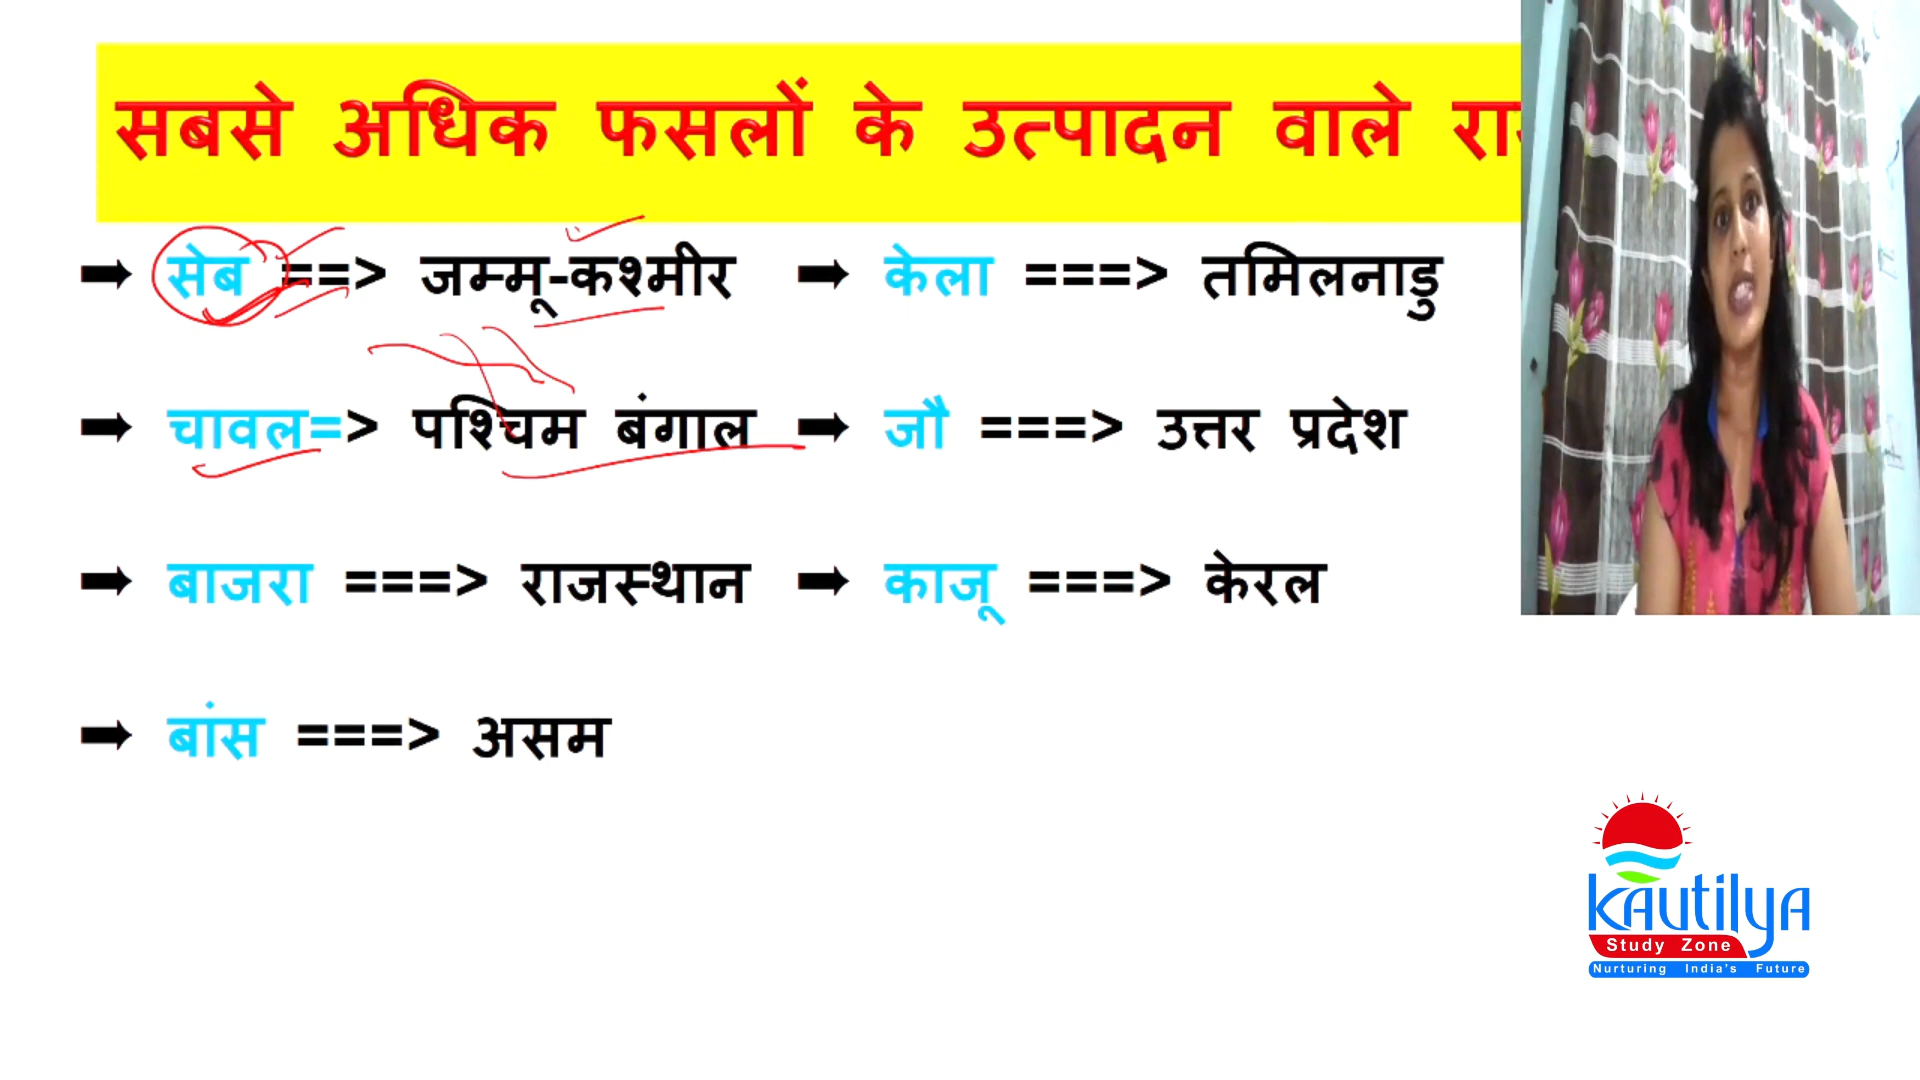 सबसे अधिक फसलों के उत्पादन वाले
➡ सेब ==> जम्मू-कश्मीर ➡ केला ===> तमिलनाडु
➡ चावल=> पश्चिम बंगाल ➡ जौ ===> उत्तर प्रदेश
➡ बाजरा ===> राजस्थान ➡ काजू ===> केरल
➡ बांस ===> असम
kautilya
Study Zone
Nurturing India's Future